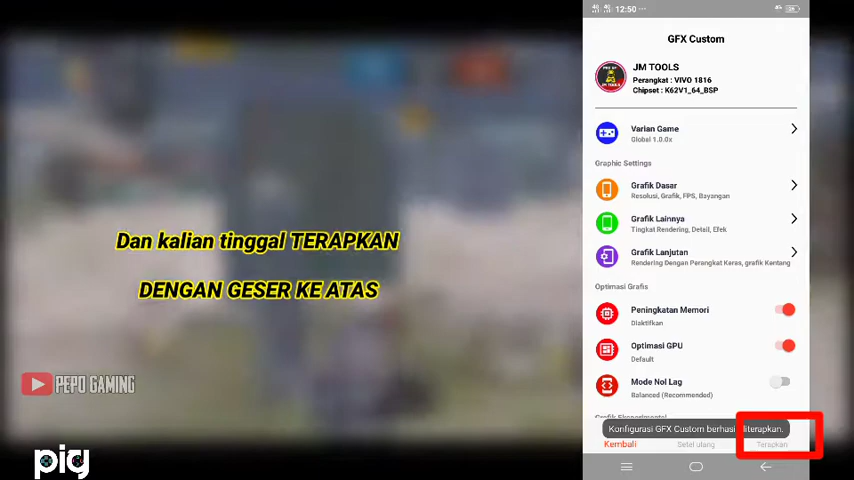 12:50
GFX Custom
JM TOOLS
Perangkat : VIVO 1816
Chipset : K62V1_64_BSP
Varian Game
Global 1.0.0x
Graphic Settings
Grafik Dasar
Resolusi, Grafik, FPS, Bayangan
Grafik Lainnya
Tingkat Rendering, Detail, Efek
Grafik Lanjutan
Rendering Dengan Perangkat Keras, grafik Kentang
Optimasi Grafis
Peningkatan Memori
Diaktifkan
Optimasi GPU
Default
Mode Nol Lag
Balanced (Recommended)
Grafik Eksperimental
Konfigurasi GFX Custom berhasil diterapkan.
Kembali
Setel ulang
Terapkan
Dan kalian tinggal TERAPKAN
DENGAN GESER KE ATAS
PEPO GAMING
piy